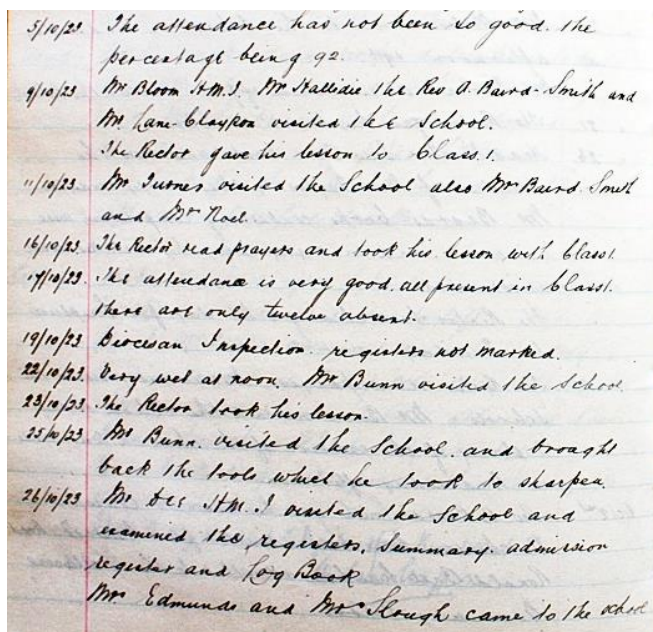 5/10/23. The attendance has not been so good. the
percentage being 92.
9/10/23 Mr Bloom H.M.I. Mr Hallidie, the Rev A. Baird-Smith and
Mr. Lane-Claypon visited the School.
The Rector gave his lesson to Class. 1.
11/10/23. Mr Turner visited the School also Mr Baird Smith
and Mr Noel.
16/10/23. The Rector read prayers and took his lesson with Class 1.
17/10/23. The attendance is very good, all present in Class 1.
there are only twelve absent.
19/10/23 Diocesan Inspection. registers not marked.
22/10/23. Very wet at noon. Mr Bunn visited the School.
23/10/23. The Rector took his lesson.
25/10/23 Mr Bunn. visited the School. and brought
back the tools which he took to sharpen.
26/10/23 Mr. H.M.I visited the School and
examined the registers, Summary, admission
register and Log Book
Mrs Edmunds and Mrs Slough came to the school